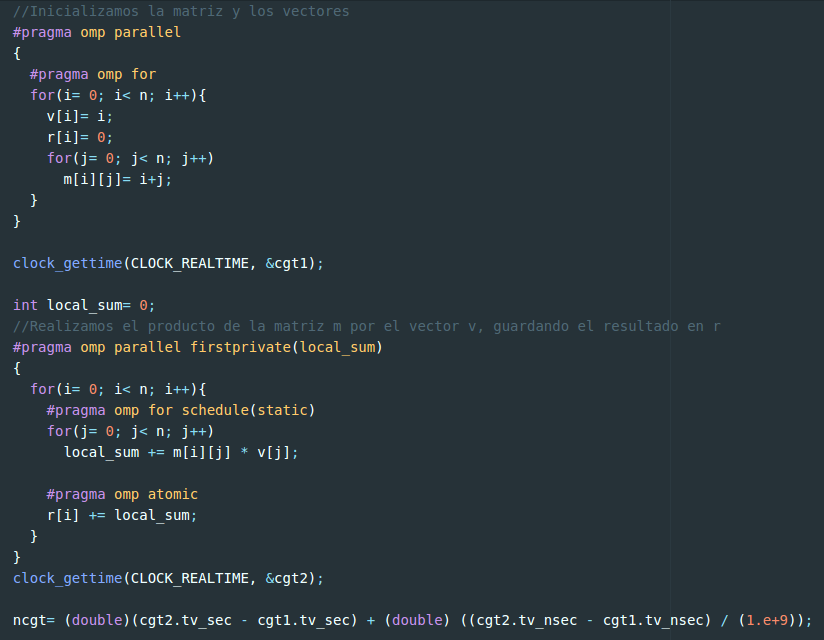 //Inicializamos la matriz y los vectores
#pragma omp parallel
{
  #pragma omp for
  for(i= 0; i< n; i++){
    v[i]= i;
    r[i]= 0;
    for(j= 0; j< n; j++)
      m[i][j]= i+j;
  }
}

clock_gettime(CLOCK_REALTIME, &cgt1);

int local_sum= 0;
//Realizamos el producto de la matriz m por el vector v, guardando el resultado en r
#pragma omp parallel firstprivate(local_sum)
{
  for(i= 0; i< n; i++){
    #pragma omp for schedule(static)
    for(j= 0; j< n; j++)
      local_sum += m[i][j] * v[j];

    #pragma omp atomic
    r[i] += local_sum;
  }
}
clock_gettime(CLOCK_REALTIME, &cgt2);

ncgt= (double)(cgt2.tv_sec - cgt1.tv_sec) + (double) ((cgt2.tv_nsec - cgt1.tv_nsec) / (1.e+9));